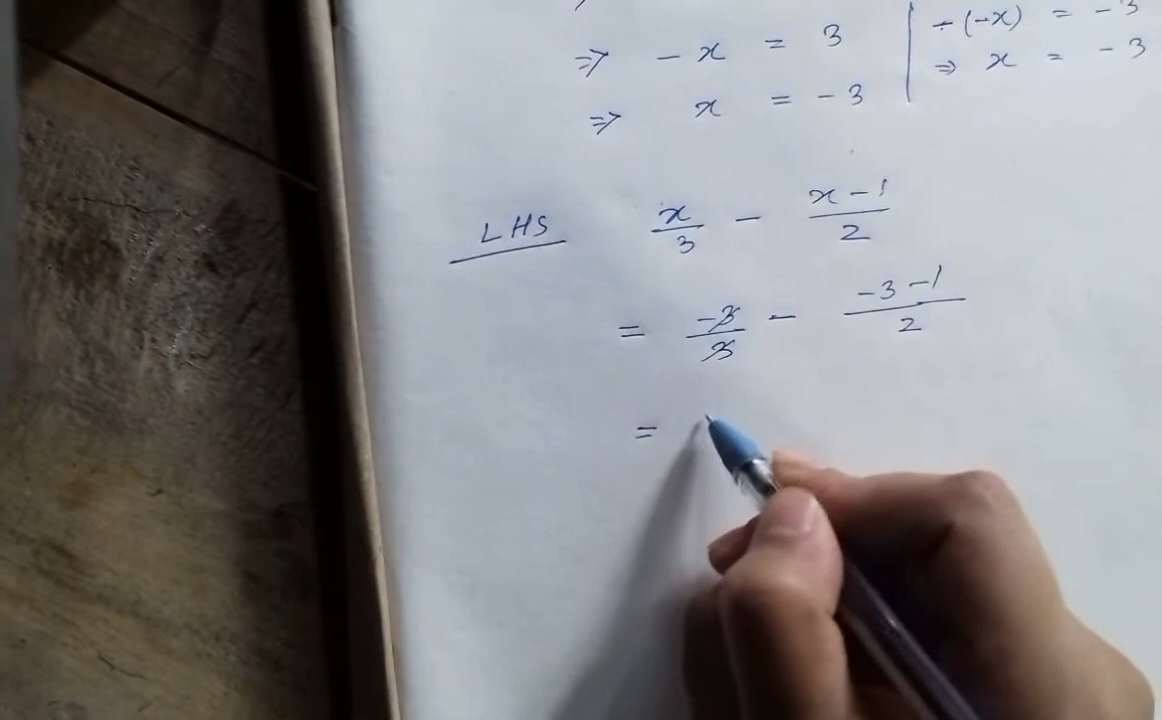 ⇒ - x = 3
⇒ x = - 3
÷ (-x) = - 3
⇒ x = - 3
LHS x/3 - (x - 1)/2
= -3/3 - (-3 - 1)/2
=